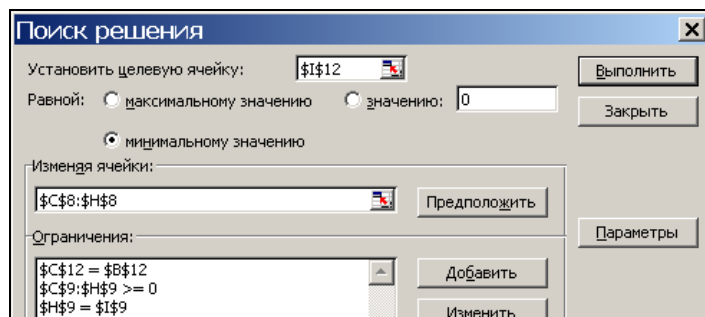 Поиск решения
Установить целевую ячейку: $I$12 Выполнить
Равной: максимальному значению значению: 0 Закрыть
минимальному значению
Изменяя ячейки:
$C$8:$H$8 Предположить
Ограничения: Параметры
$C$12 = $B$12 Добавить
$C$9:$H$9 >= 0
$H$9 = $I$9 Изменить